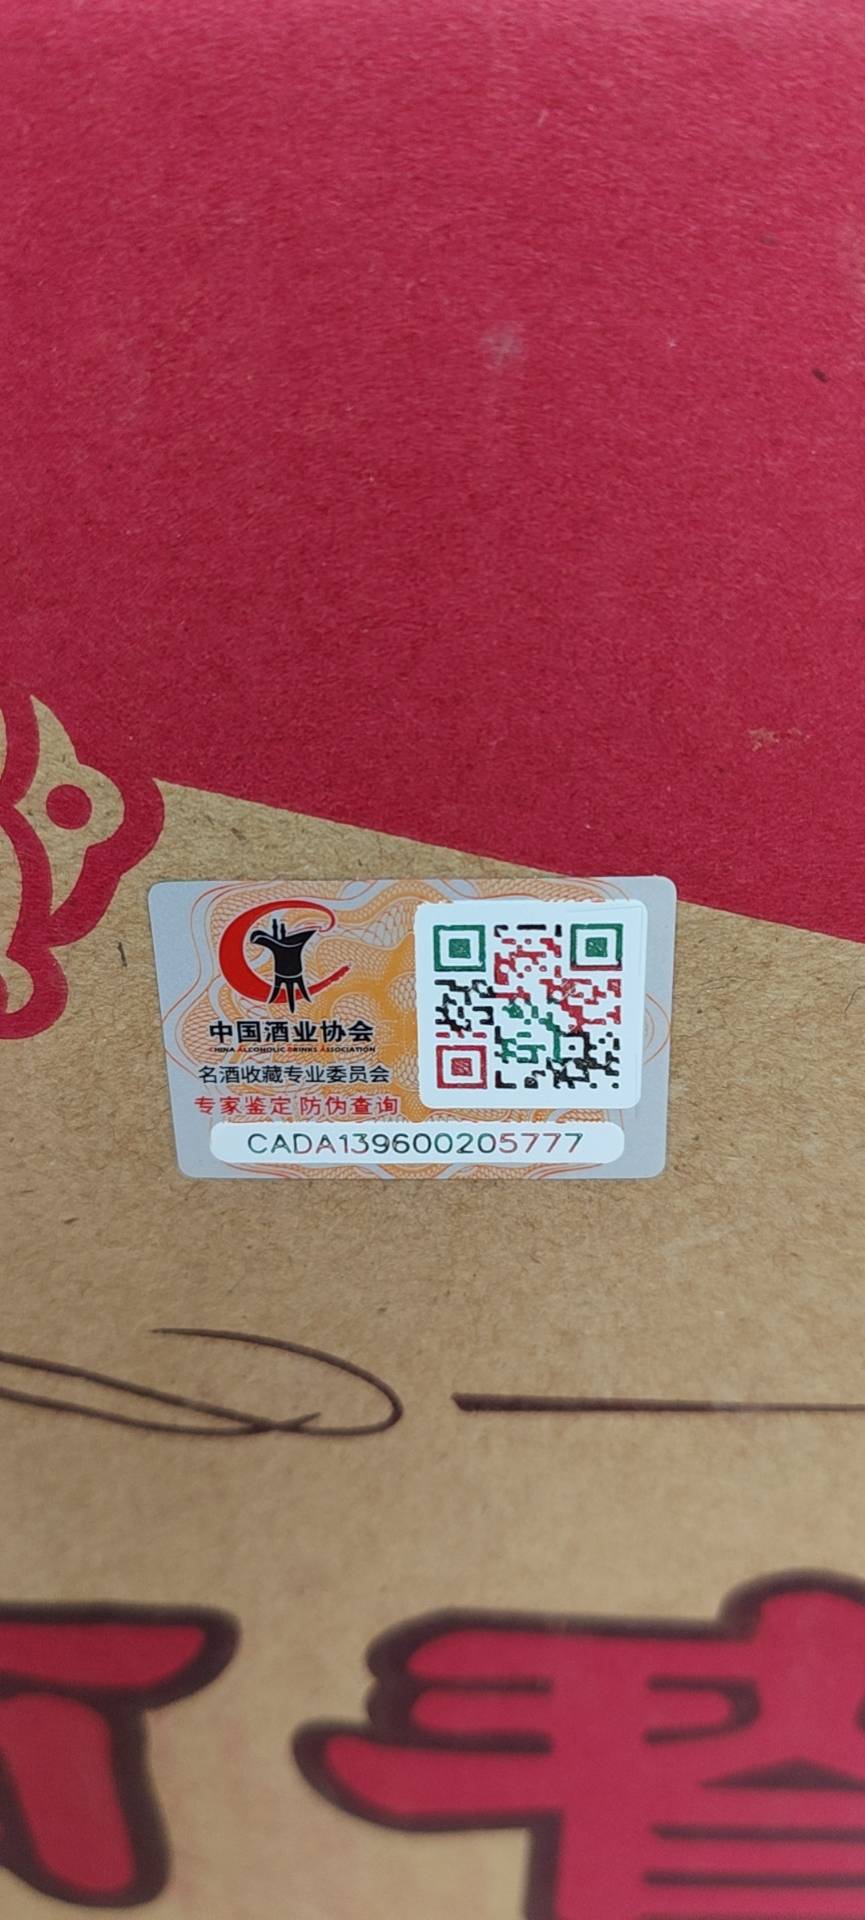 中国酒业协会
CHINA ALCOHOLIC DRINKS ASSOCIATION
名酒收藏专业委员会
专家鉴定 防伪查询
CADA139600205777